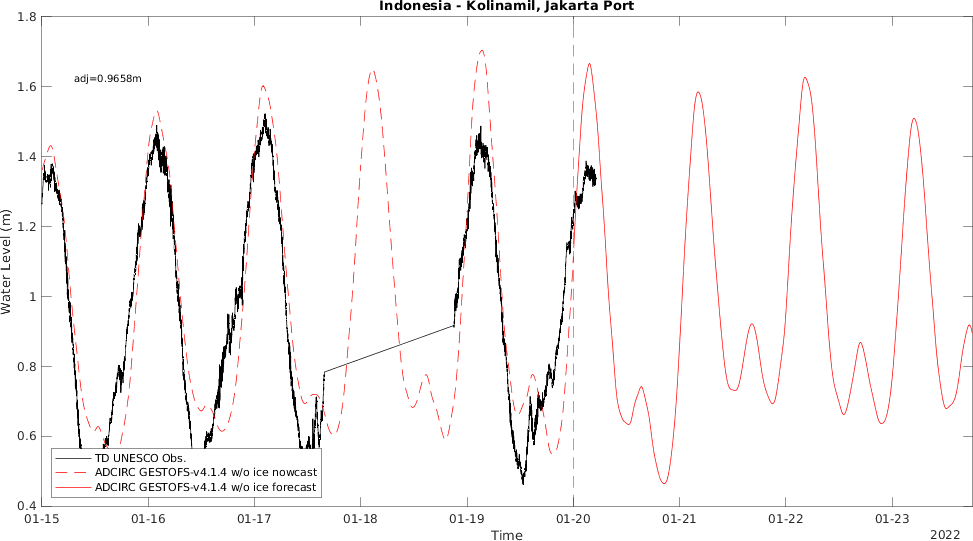 Indonesia - Kolinamil, Jakarta Port
1.8
1.6
1.4
1.2
1
0.8
0.6
0.4
Water Level (m)
adj=0.9658m
TD UNESCO Obs.
ADCIRC GESTOFS-v4.1.4 w/o ice nowcast
ADCIRC GESTOFS-v4.1.4 w/o ice forecast
01-15 01-16 01-17 01-18 01-19 01-20 01-21 01-22 01-23
Time
2022